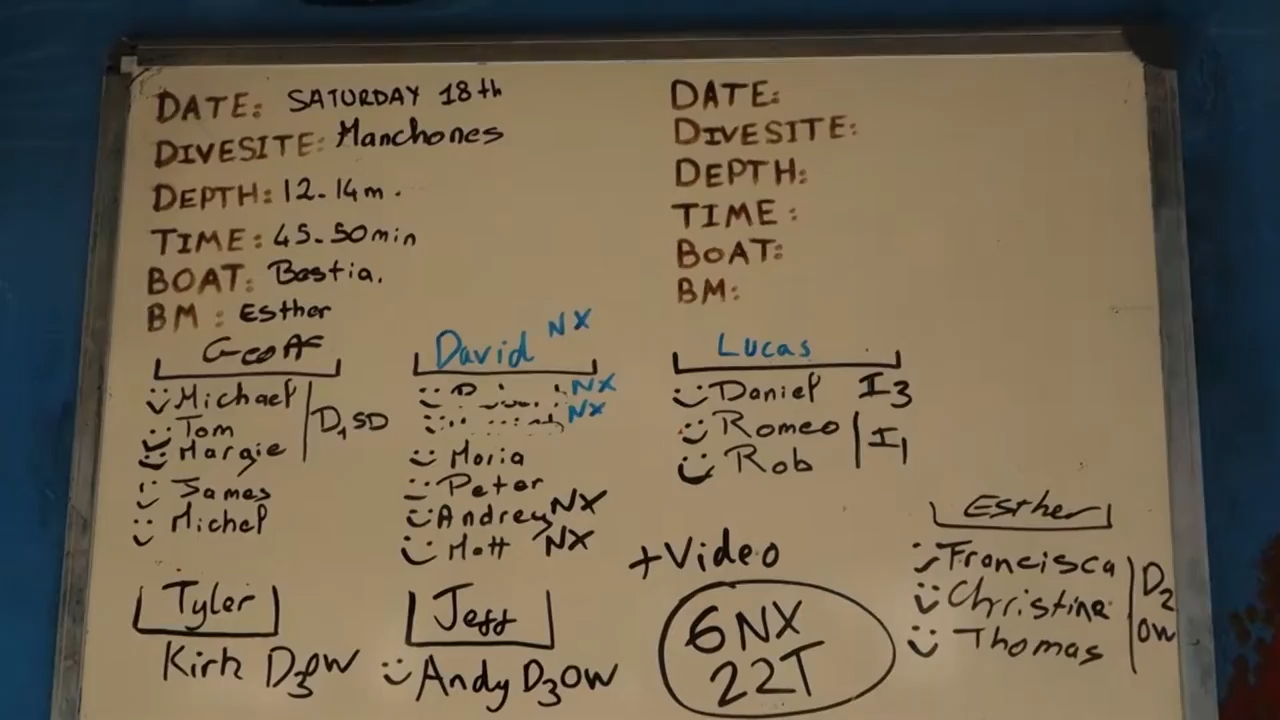 DATE: SATURDAY 18th
DIVESITE: Manchones
DEPTH: 12-14m.
TIME: 45-50min
BOAT: Bastia.
BM: Esther
DATE:
DIVESITE:
DEPTH:
TIME:
BOAT:
BM:
Geoff
Michael
Tom
Margie
D1 SD
James
Michel
David NX
NX
NX
Moria
Peter
Andrey NX
Matt NX
Lucas
Daniel I3
Romeo
Rob
I1
Esther
Francisca
Christine
Thomas
D2
OW
Tyler
Kirk D3OW
Jeff
Andy D3OW
+Video
6NX
22T